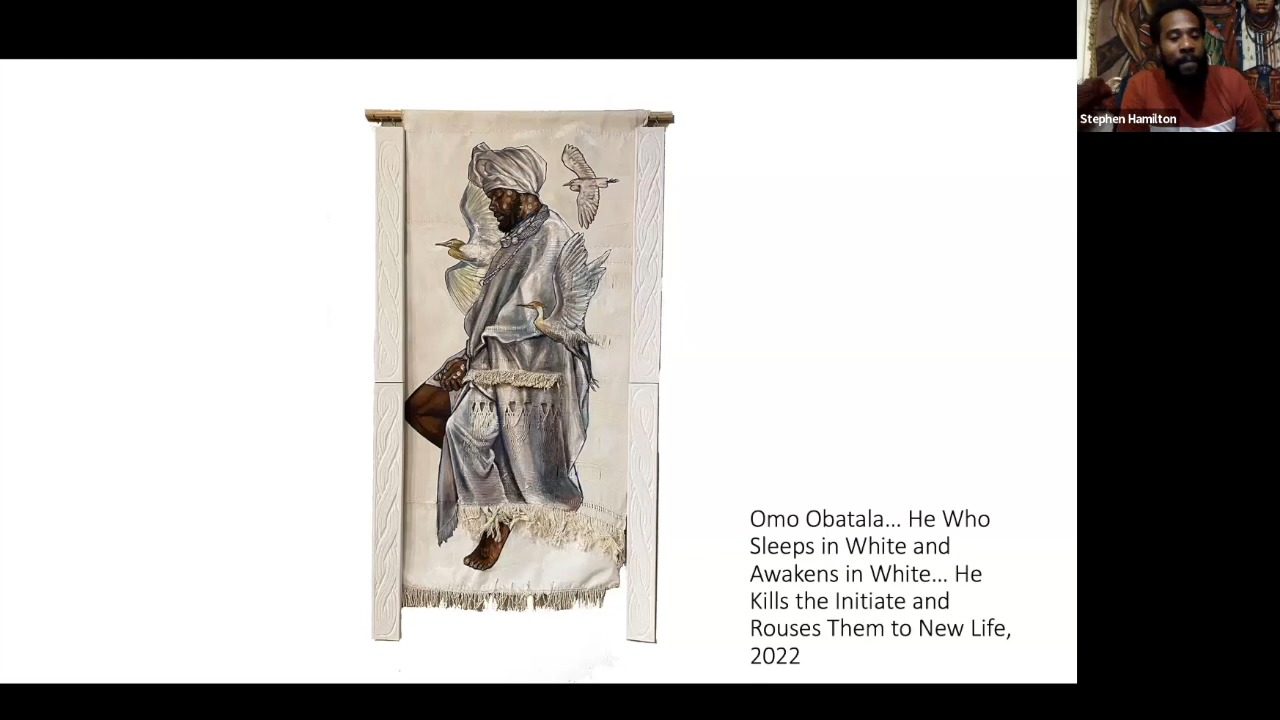 Stephen Hamilton
Omo Obatala... He Who
Sleeps in White and
Awakens in White... He
Kills the Initiate and
Rouses Them to New Life,
2022